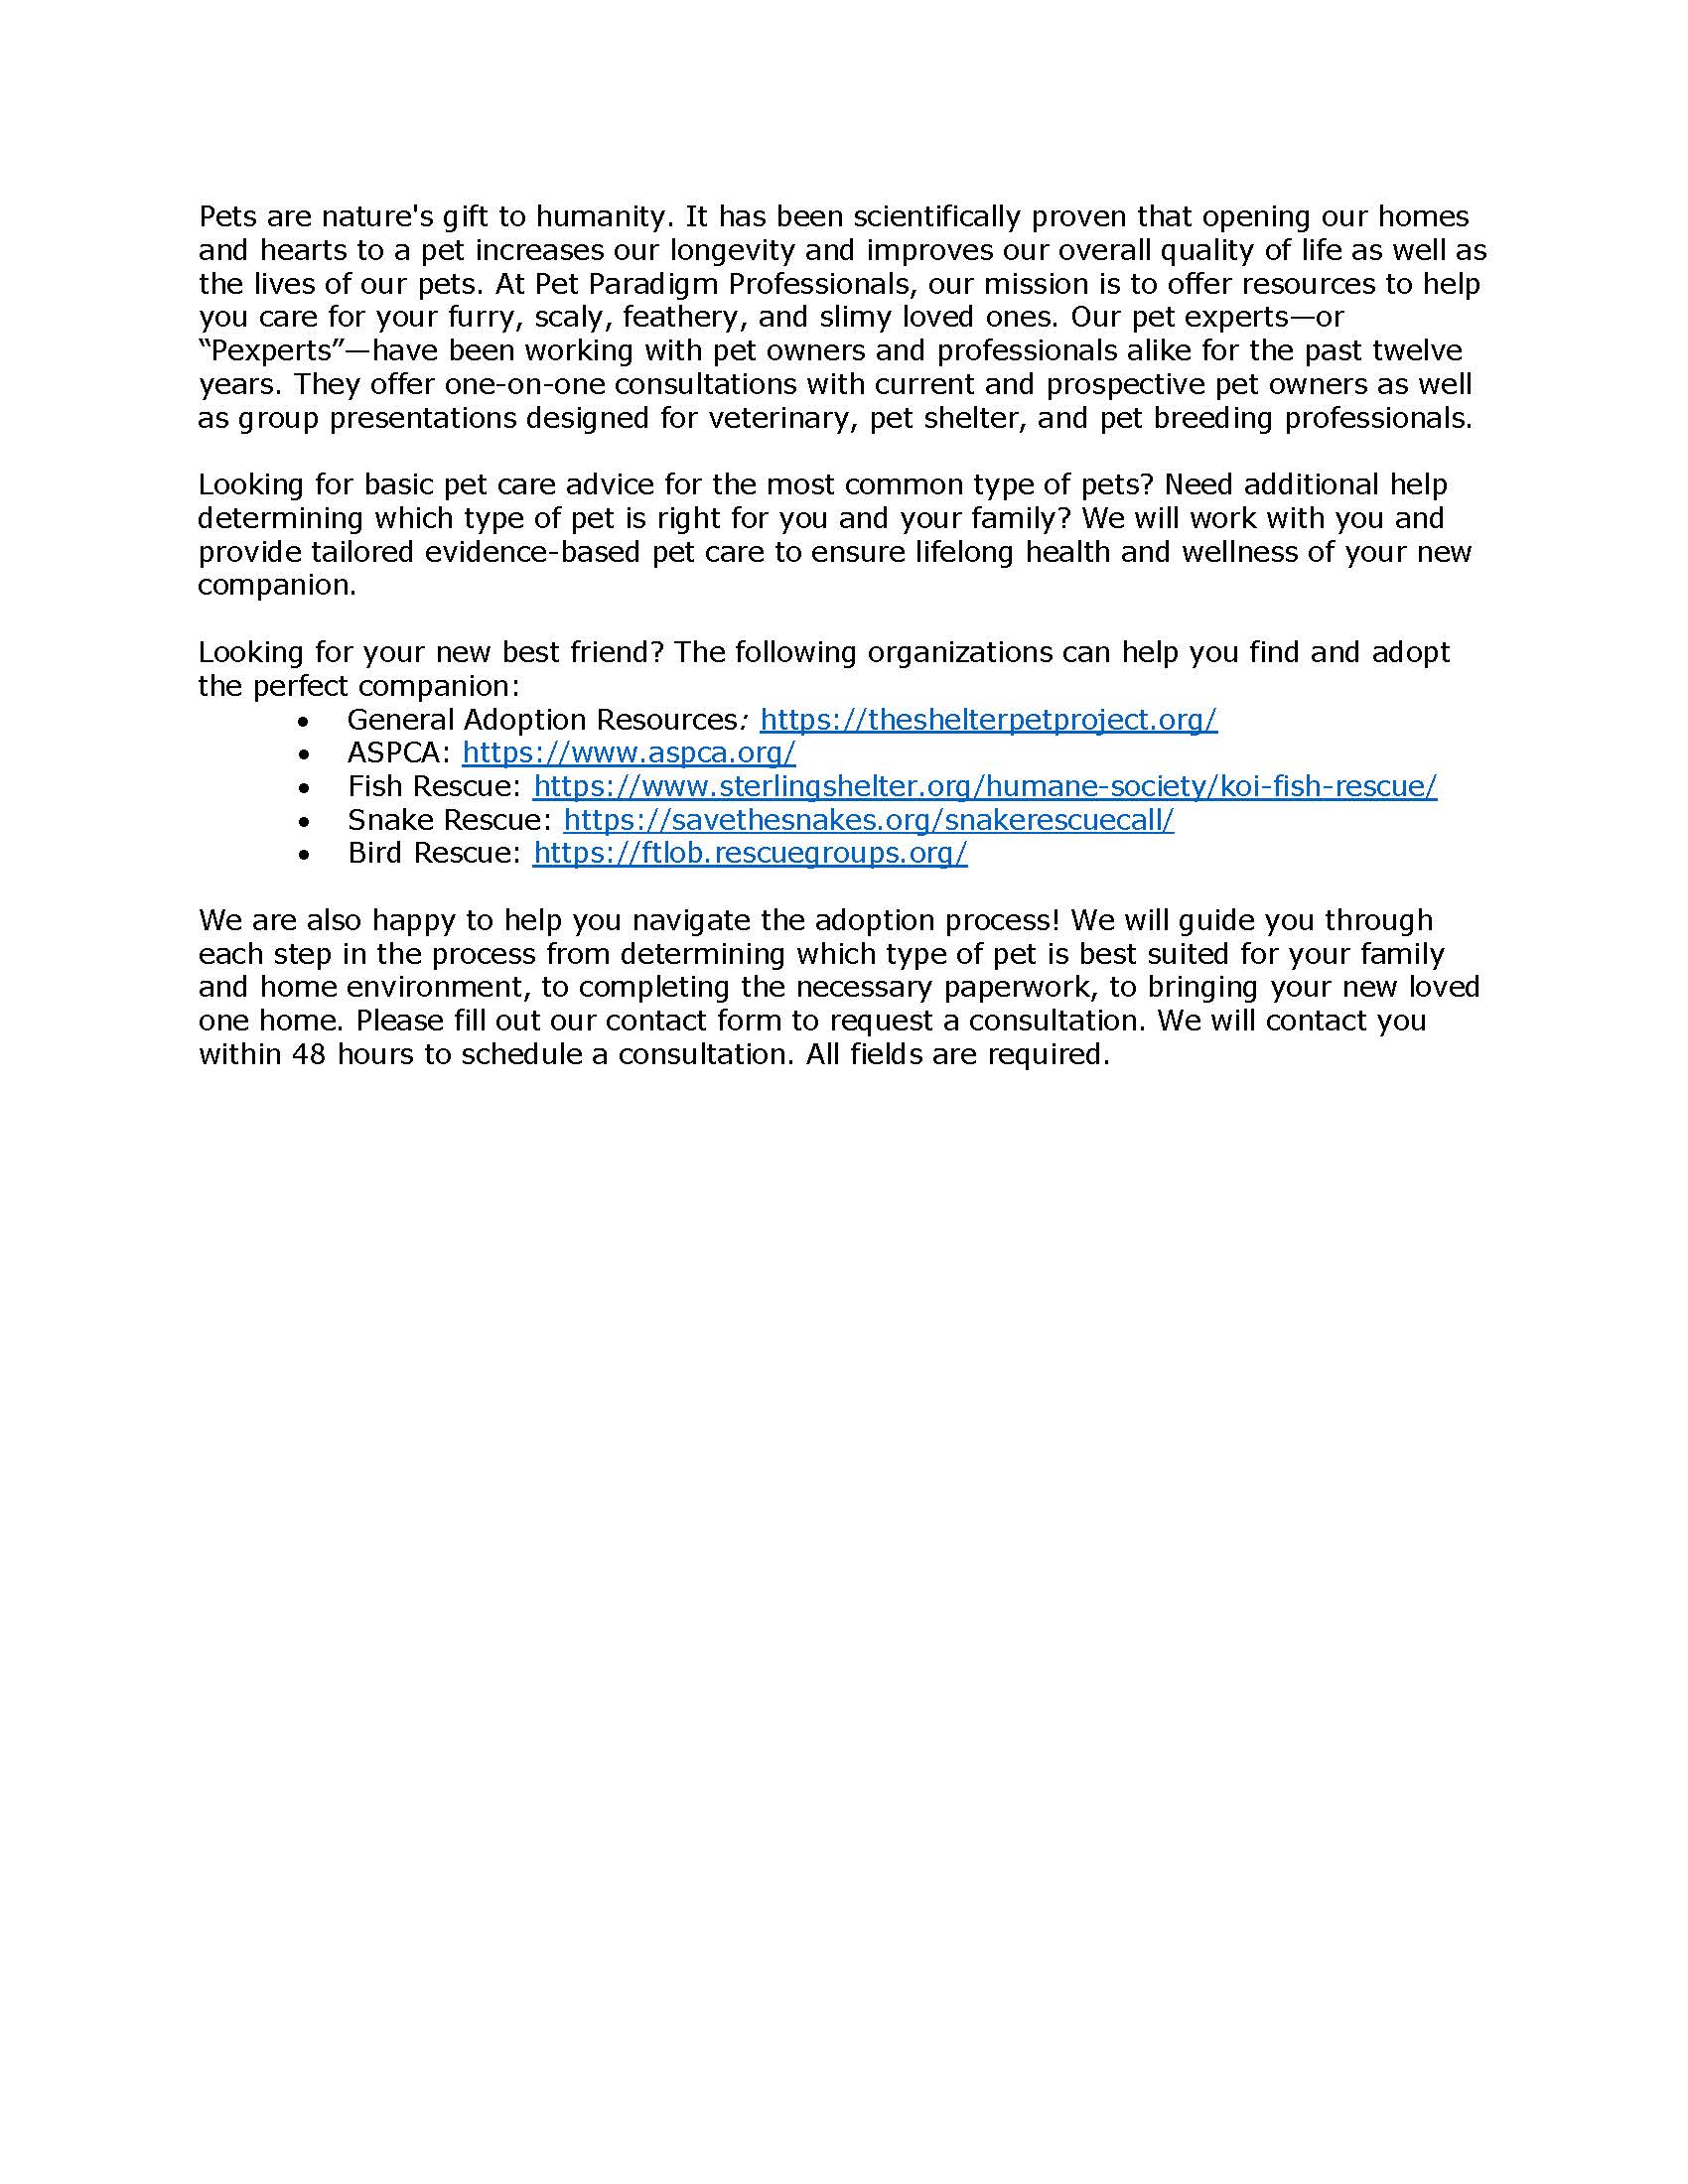 Pets are nature's gift to humanity. It has been scientifically proven that opening our homes
and hearts to a pet increases our longevity and improves our overall quality of life as well as
the lives of our pets. At Pet Paradigm Professionals, our mission is to offer resources to help
you care for your furry, scaly, feathery, and slimy loved ones. Our pet experts—or
“Pexperts”—have been working with pet owners and professionals alike for the past twelve
years. They offer one-on-one consultations with current and prospective pet owners as well
as group presentations designed for veterinary, pet shelter, and pet breeding professionals.
Looking for basic pet care advice for the most common type of pets? Need additional help
determining which type of pet is right for you and your family? We will work with you and
provide tailored evidence-based pet care to ensure lifelong health and wellness of your new
companion.
Looking for your new best friend? The following organizations can help you find and adopt
the perfect companion:
• General Adoption Resources: https://theshelterpetproject.org/
• ASPCA: https://www.aspca.org/
• Fish Rescue: https://www.sterlingshelter.org/humane-society/koi-fish-rescue/
• Snake Rescue: https://savethesnakes.org/snakerescuecall/
• Bird Rescue: https://ftlob.rescuegroups.org/
We are also happy to help you navigate the adoption process! We will guide you through
each step in the process from determining which type of pet is best suited for your family
and home environment, to completing the necessary paperwork, to bringing your new loved
one home. Please fill out our contact form to request a consultation. We will contact you
within 48 hours to schedule a consultation. All fields are required.